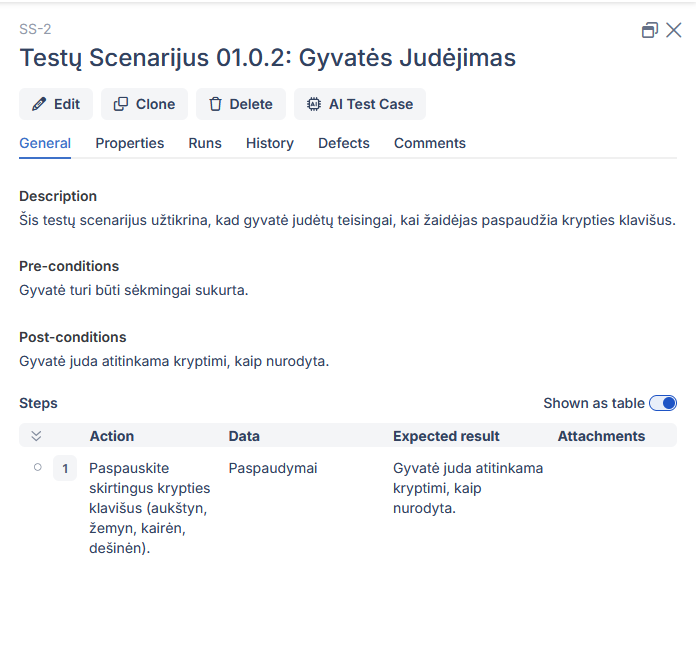 SS-2
Testų Scenarijus 01.0.2: Gyvatės Judėjimas
Edit Clone Delete AI Test Case
General Properties Runs History Defects Comments
Description
Šis testų scenarijus užtikrina, kad gyvatė judėtų teisingai, kai žaidėjas paspaudžia krypties klavišus.
Pre-conditions
Gyvatė turi būti sėkmingai sukurta.
Post-conditions
Gyvatė juda atitinkama kryptimi, kaip nurodyta.
Steps Shown as table
Action Data Expected result Attachments
1 Paspauskite Paspaudymai Gyvatė juda atitinkama
skirtingus krypties kryptimi, kaip
klavišus (aukštyn, nurodyta.
žemyn, kairėn,
dešinėn).